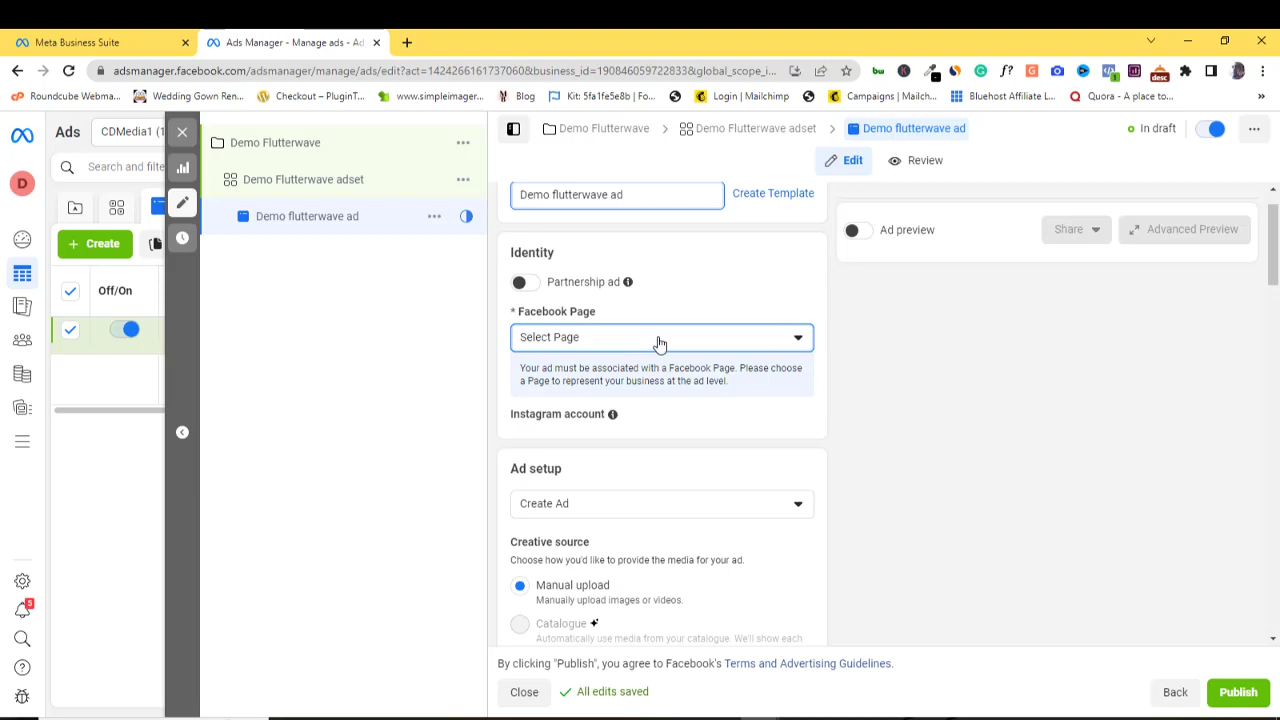 Meta Business Suite
Ads Manager - Manage ads - Ad
adsmanager.facebook.com/adsmanager/manage/ads/edit?act=1424266161737060&business_id=190846059722833&global_scope_i...
Roundcube Webma...
Wedding Gown Ren...
Checkout – PluginT...
www.simpleimager...
Blog
Kit: 5fa1fe5e8b | Fo...
Login | Mailchimp
Campaigns | Mailch...
Bluehost Affiliate L...
Quora - A place to...
»
Ads
CDMedia1 (1
Search and filte
+ Create
Off/On
D
5
Demo Flutterwave
Demo Flutterwave adset
Demo flutterwave ad
Demo Flutterwave
Demo Flutterwave adset
Demo flutterwave ad
In draft
Edit
Review
Demo flutterwave ad
Create Template
Identity
Partnership ad
* Facebook Page
Select Page
Your ad must be associated with a Facebook Page. Please choose
a Page to represent your business at the ad level.
Instagram account
Ad setup
Create Ad
Creative source
Choose how you'd like to provide the media for your ad.
Manual upload
Manually upload images or videos.
Catalogue
Automatically use media from your catalogue. We'll show each
Ad preview
Share
Advanced Preview
By clicking "Publish", you agree to Facebook's Terms and Advertising Guidelines.
Close
All edits saved
Back
Publish